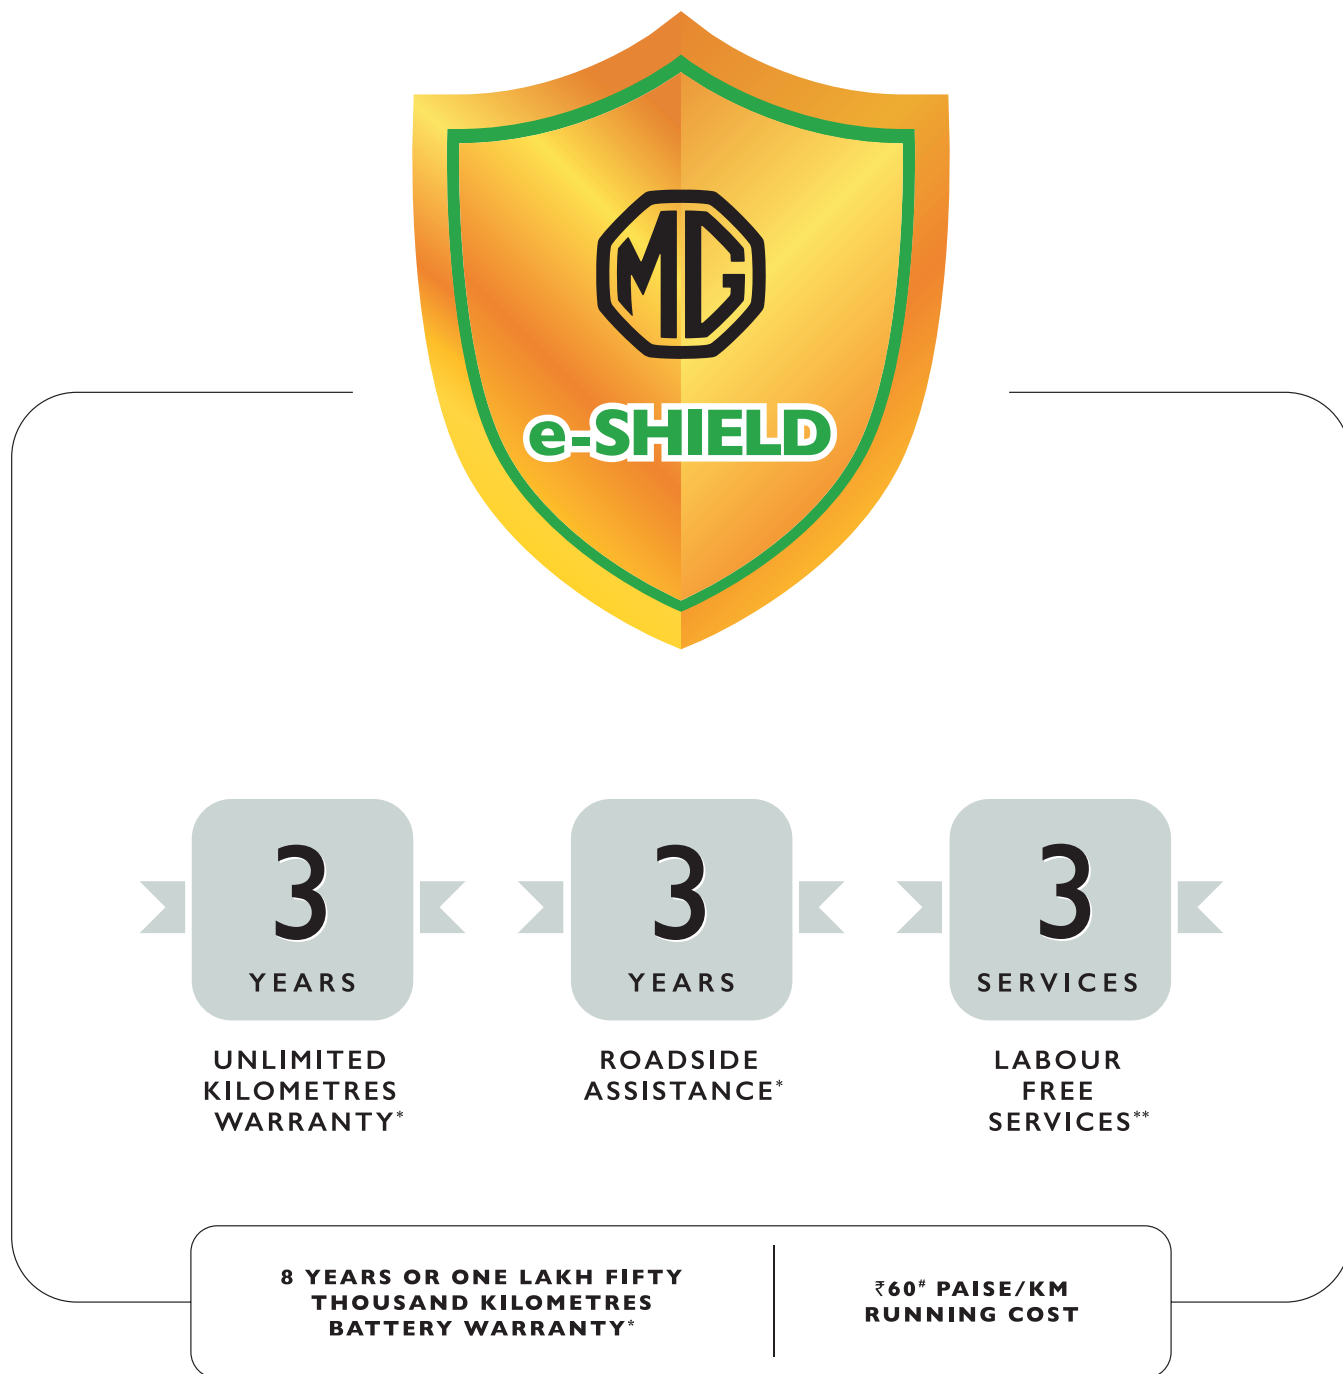 MG
e-SHIELD
3
YEARS
UNLIMITED
KILOMETRES
WARRANTY*
3
YEARS
ROADSIDE
ASSISTANCE*
3
SERVICES
LABOUR
FREE
SERVICES**
8 YEARS OR ONE LAKH FIFTY
THOUSAND KILOMETRES
BATTERY WARRANTY*
₹60# PAISE/KM
RUNNING COST